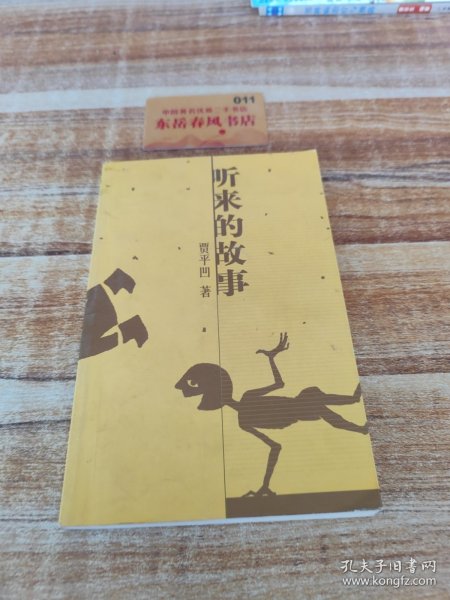 011
东岳春风书店
听来的故事
贾平凹 著
孔夫子旧书网
www.kongfz.com